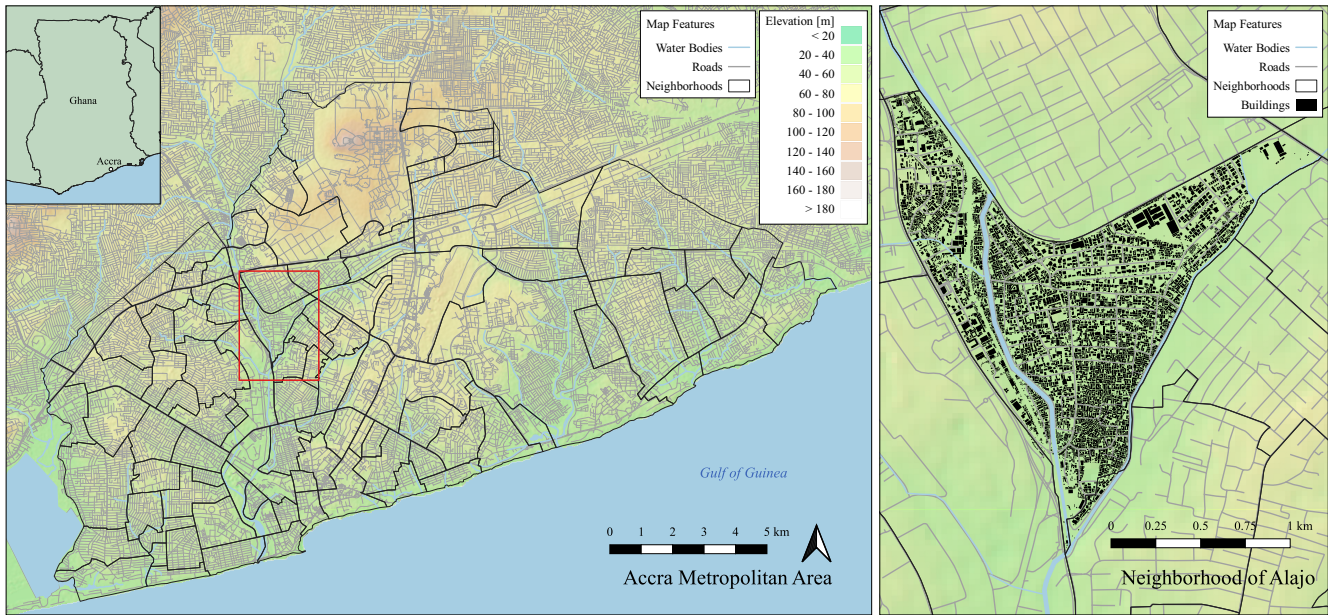 Ghana
Accra
Map Features
Water Bodies
Roads
Neighborhoods
Elevation [m]
< 20
20 - 40
40 - 60
60 - 80
80 - 100
100 - 120
120 - 140
140 - 160
160 - 180
> 180
Gulf of Guinea
0 1 2 3 4 5 km
Accra Metropolitan Area
Map Features
Water Bodies
Roads
Neighborhoods
Buildings
0 0.25 0.5 0.75 1 km
Neighborhood of Alajo